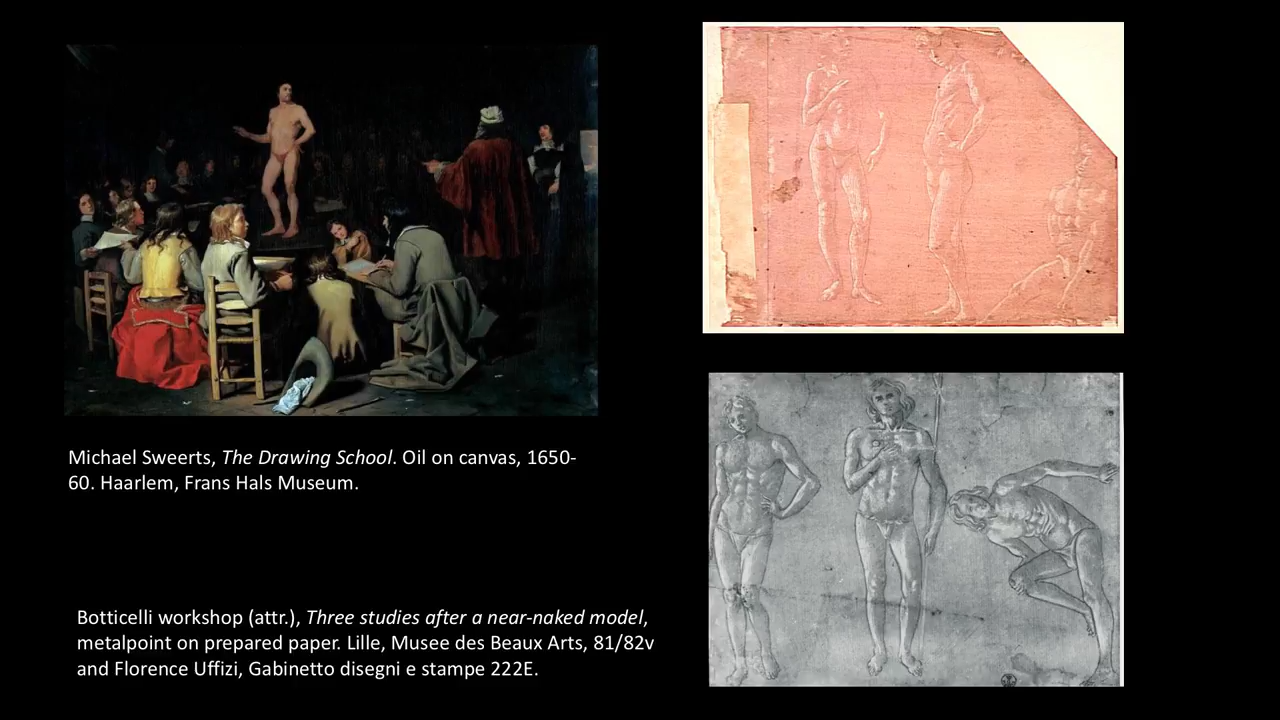 Michael Sweerts, The Drawing School. Oil on canvas, 1650-
60. Haarlem, Frans Hals Museum.
Botticelli workshop (attr.), Three studies after a near-naked model,
metalpoint on prepared paper. Lille, Musee des Beaux Arts, 81/82v
and Florence Uffizi, Gabinetto disegni e stampe 222E.